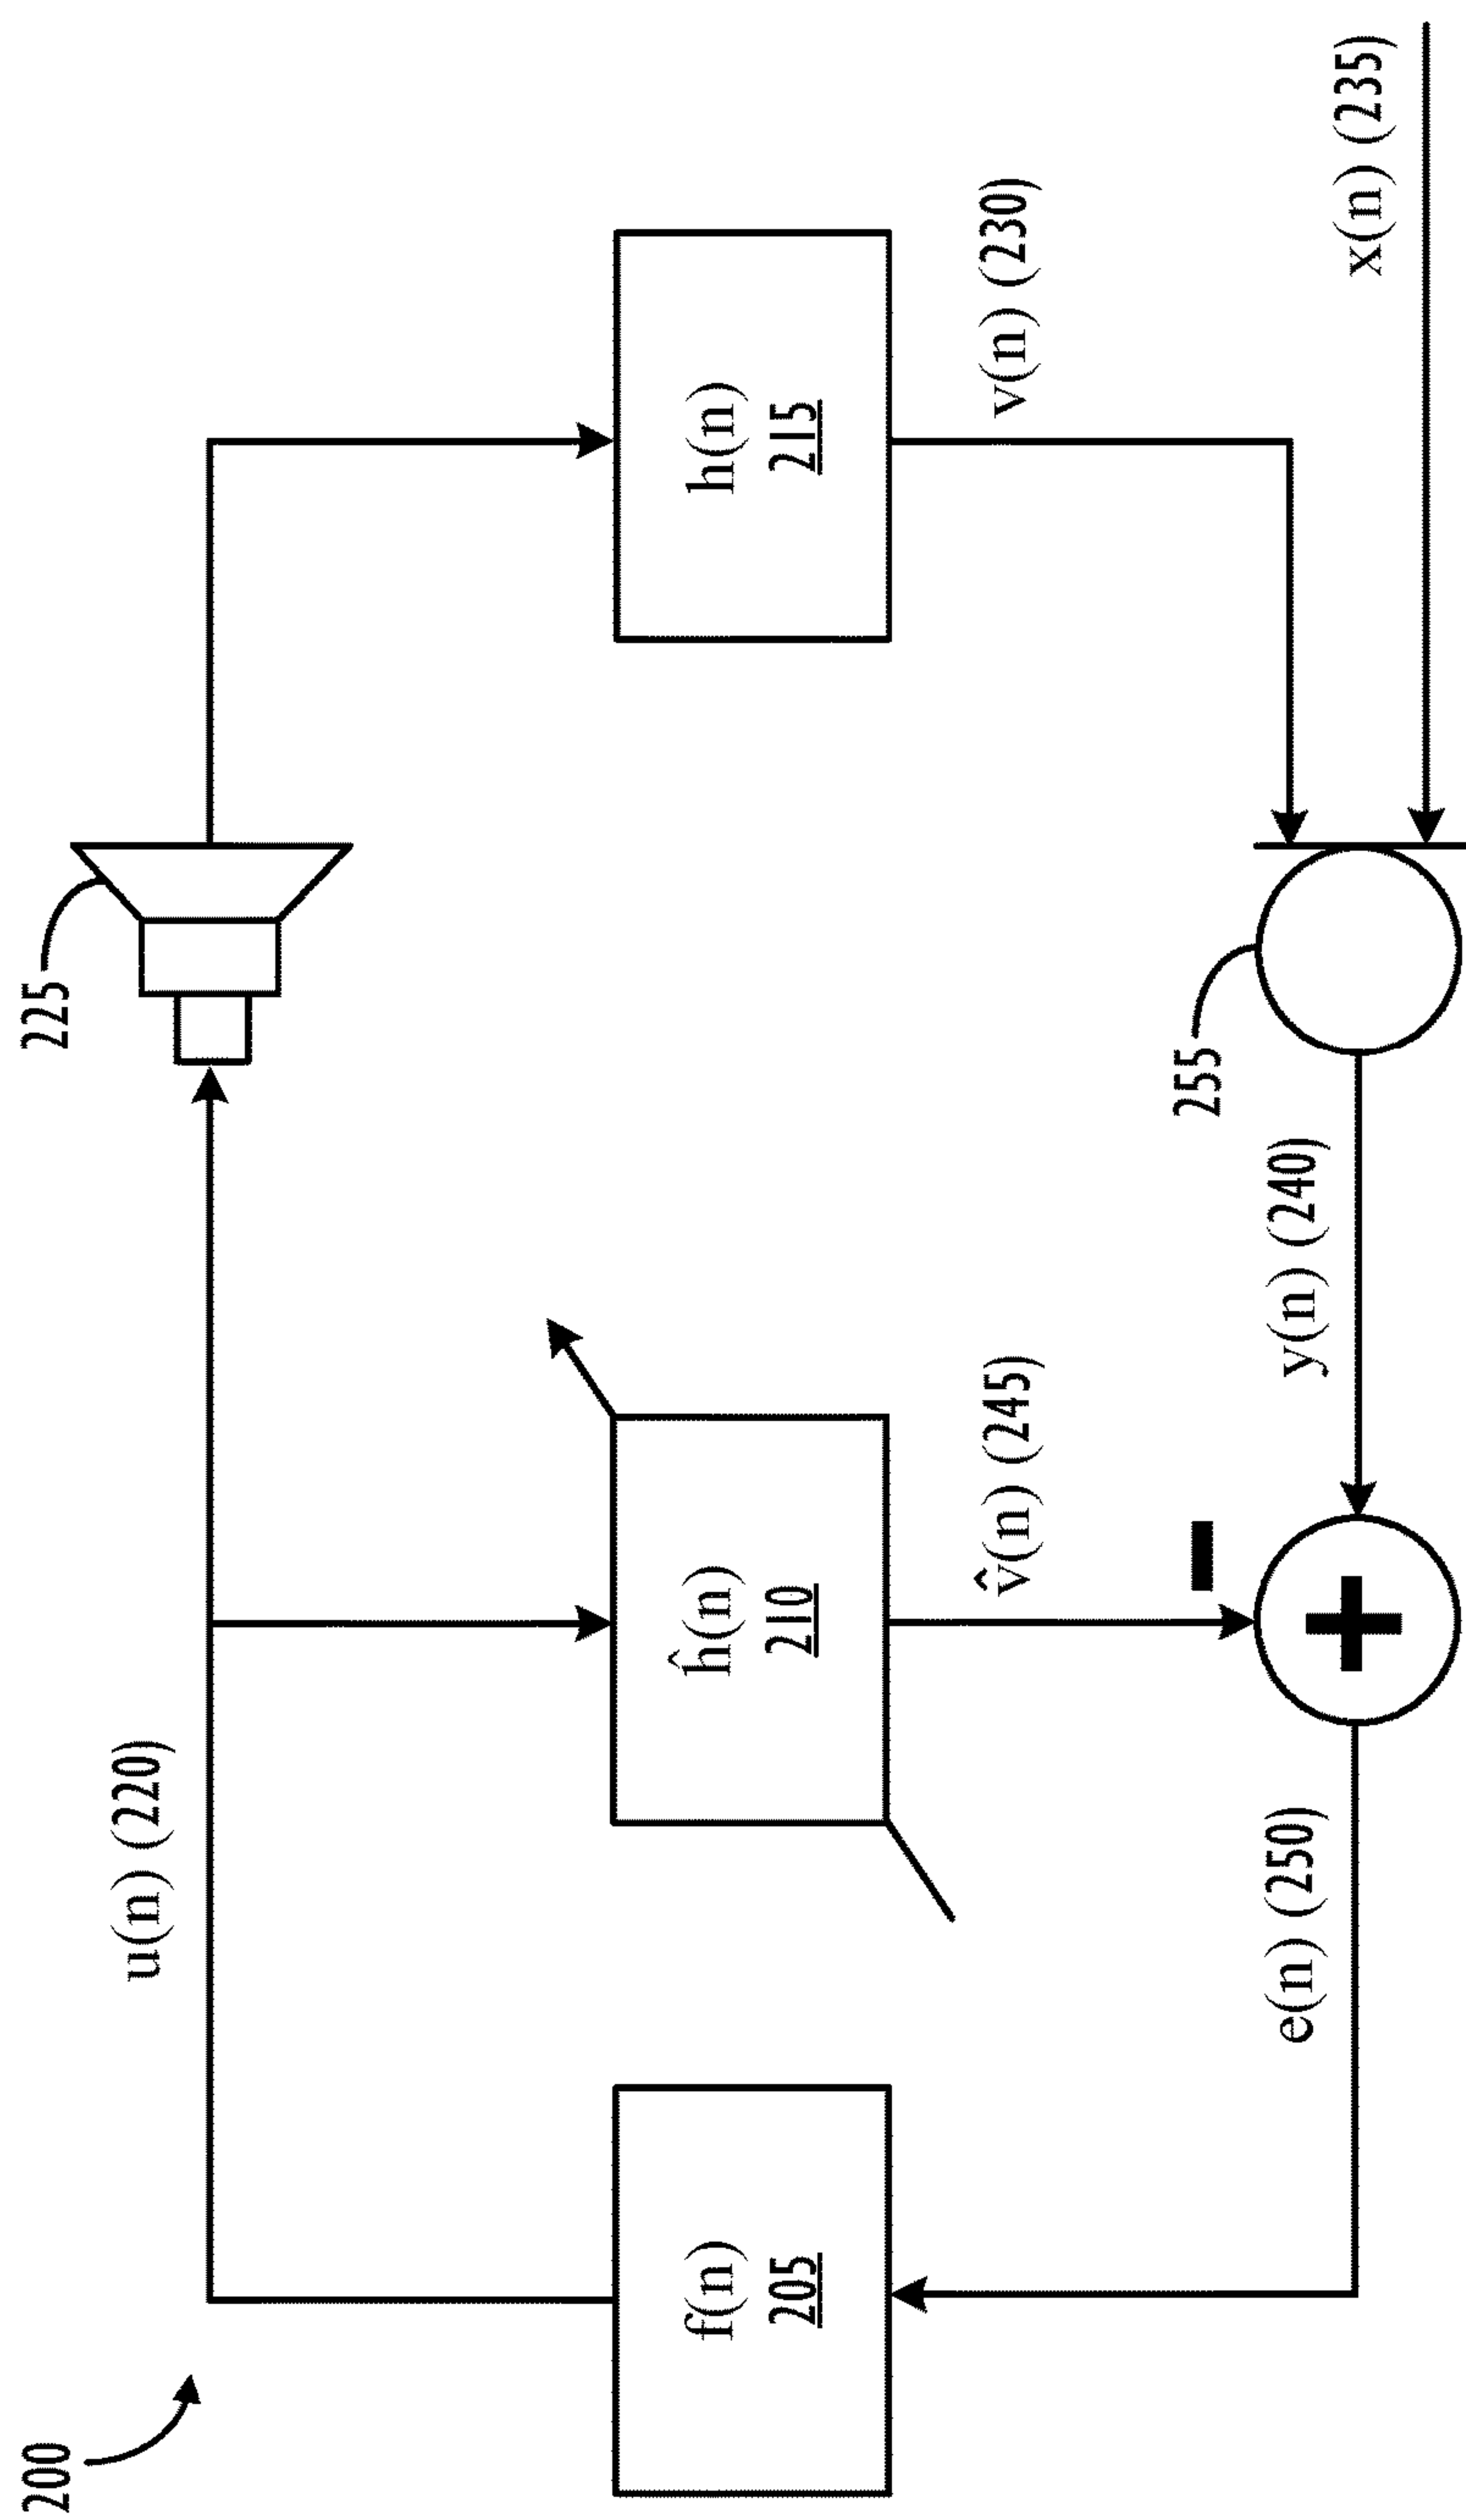 200
u(n) (220)
225
f(n)
205
ĥ(n)
210
h(n)
215
v̂(n) (245)
v(n) (230)
255
e(n) (250)
−
+
y(n) (240)
x(n) (235)